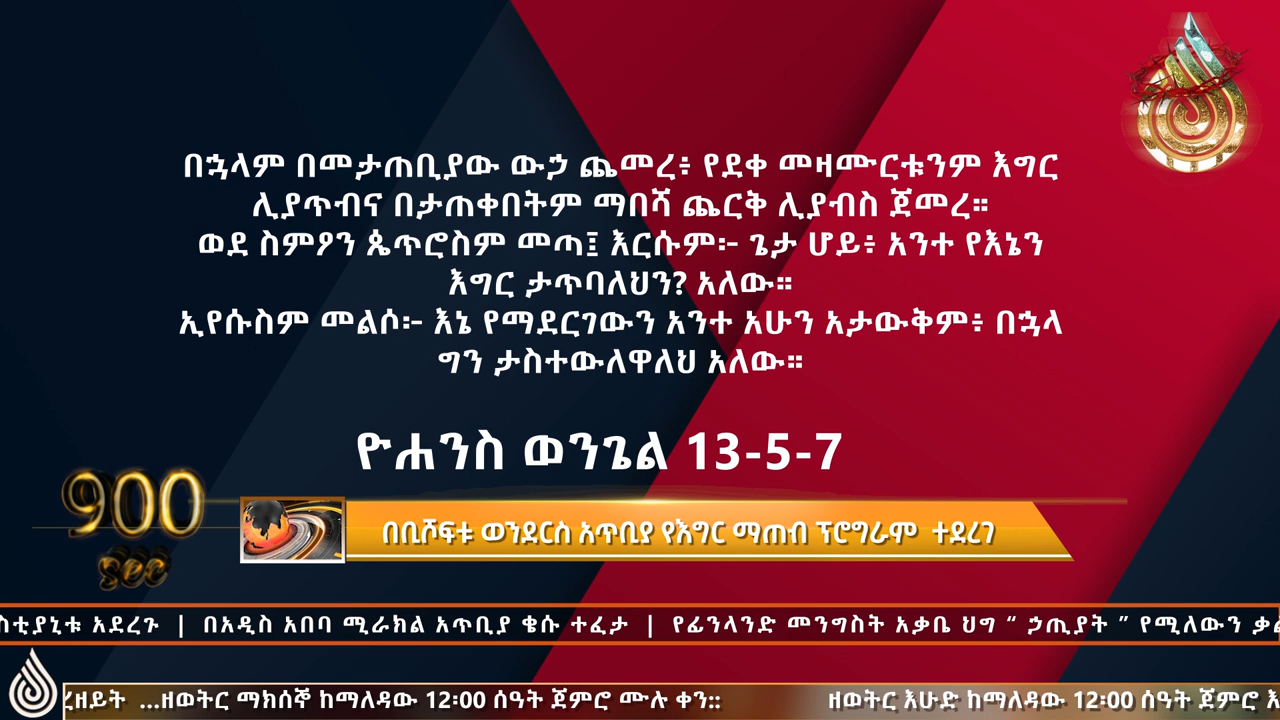 በኋላም በመታጠቢያው ውኃ ጨመረ፥ የደቀ መዛሙርቱንም እግር
ሊያጥብና በታጠቀበትም ማበሻ ጨርቅ ሊያብስ ጀመረ።
ወደ ስምዖን ጴጥሮስም መጣ፤ እርሱም፦ ጌታ ሆይ፥ አንተ የእኔን
እግር ታጥባለህን? አለው።
ኢየሱስም መልሶ፦ እኔ የማደርገውን አንተ አሁን አታውቅም፥ በኋላ
ግን ታስተውለዋለህ አለው።
ዮሐንስ ወንጌል 13-5-7
900
sec
በቢሾፍቱ ወንደርስ አጥቢያ የእግር ማጠብ ፕሮግራም ተደረገ
አደረጉ | በአዲስ አበባ ሚራክል አጥቢያ ቄሱ ተፈታ | የፊንላንድ መንግስት አቃቤ ህግ “ ኃጢያት ” የሚለውን
...ዘወትር ማክሰኞ ከማለዳው 12፡00 ሰዓት ጀምሮ ሙሉ ቀን፡፡ ዘወትር እሁድ ከማለዳው 12፡00 ሰዓት ጀምሮ